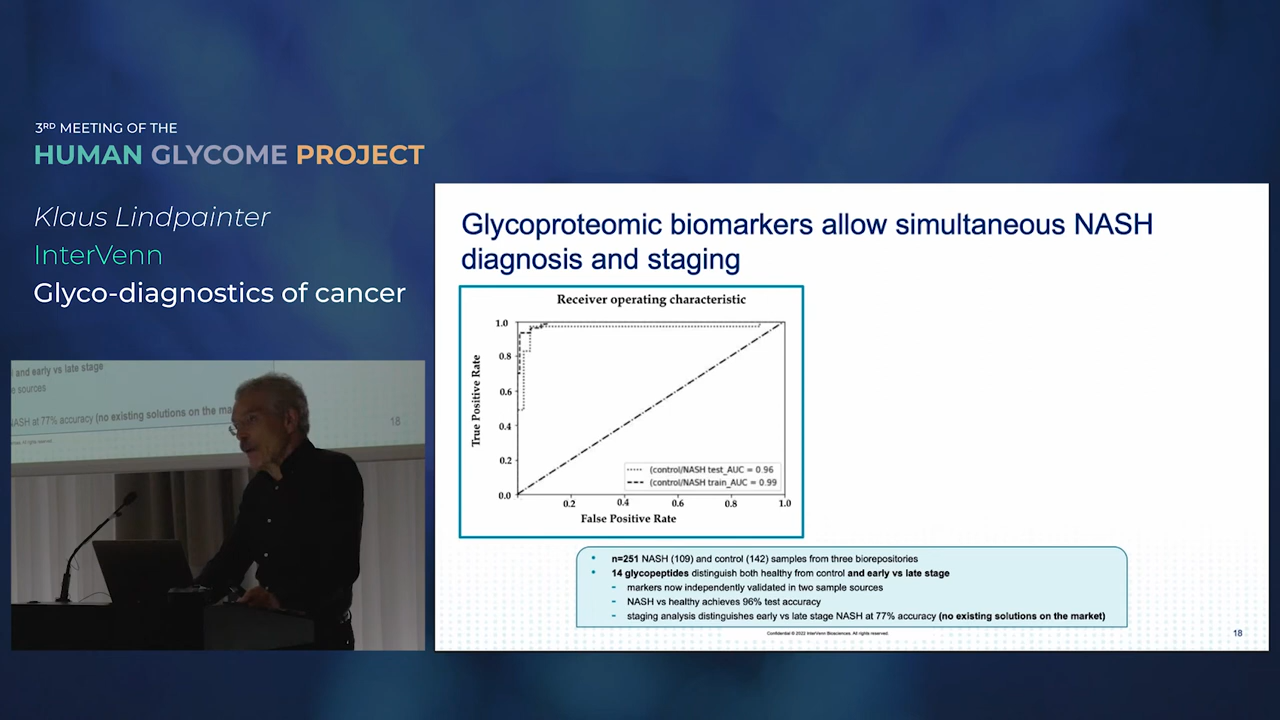 3RD MEETING OF THE
HUMAN GLYCOME PROJECT
Klaus Lindpainter
InterVenn
Glyco-diagnostics of cancer
and early vs late stage
sources
NASH at 77% accuracy (no existing solutions on the ma
18
Glycoproteomic biomarkers allow simultaneous NASH
diagnosis and staging
Receiver operating characteristic
True Positive Rate
1.0
0.8
0.6
0.4
0.2
0.0
(control/NASH test_AUC = 0.96
(control/NASH train_AUC = 0.99
0.2 0.4 0.6 0.8 1.0
False Positive Rate
• n=251 NASH (109) and control (142) samples from three biorepositories
• 14 glycopeptides distinguish both healthy from control and early vs late stage
- markers now independently validated in two sample sources
- NASH vs healthy achieves 96% test accuracy
- staging analysis distinguishes early vs late stage NASH at 77% accuracy (no existing solutions on the market)
Confidential © 2022 InterVenn Biosciences. All rights reserved.
18